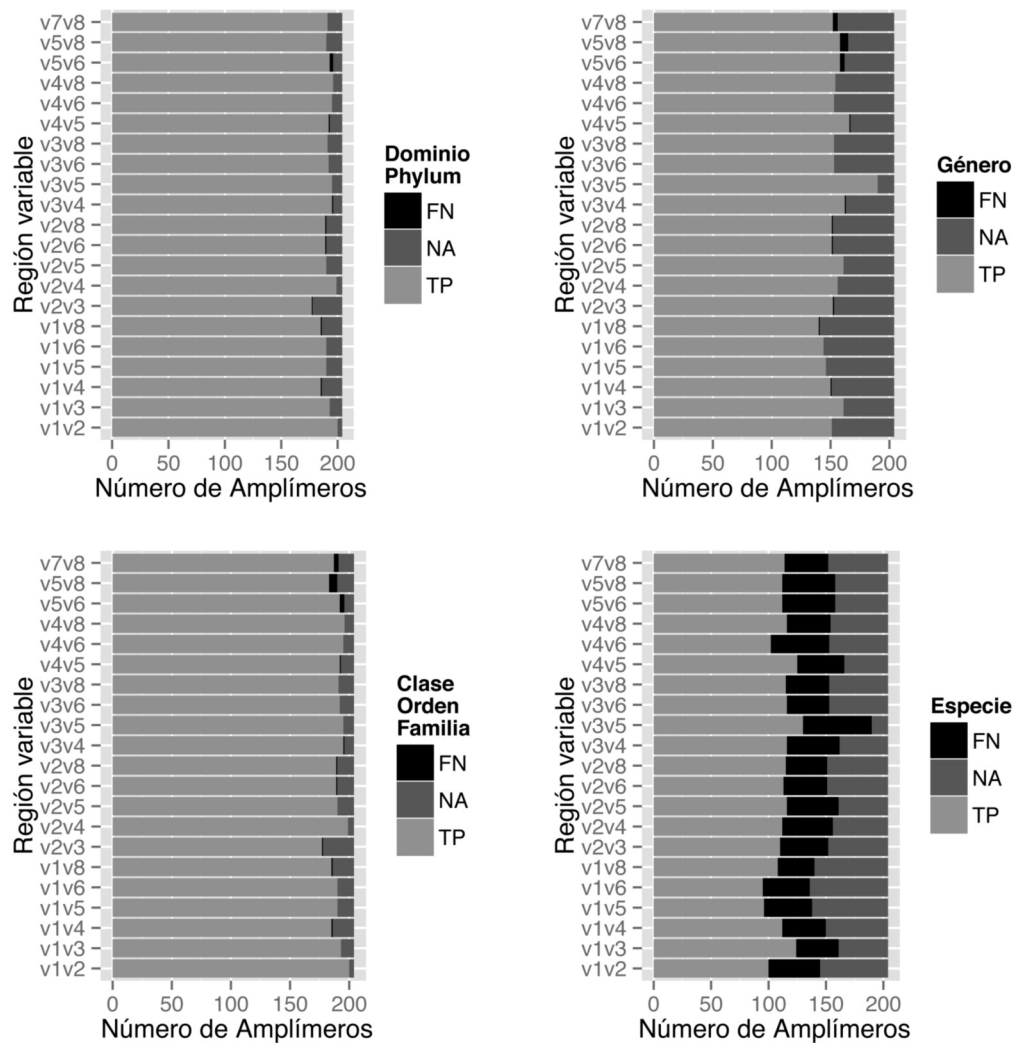 v7v8
v5v8
v5v6
v4v8
v4v6
v4v5
v3v8
v3v6
v3v5
v3v4
v2v8
v2v6
v2v5
v2v4
v2v3
v1v8
v1v6
v1v5
v1v4
v1v3
v1v2
Región variable
0 50 100 150 200
Número de Amplímeros
Dominio
Phylum
FN
NA
TP
v7v8
v5v8
v5v6
v4v8
v4v6
v4v5
v3v8
v3v6
v3v5
v3v4
v2v8
v2v6
v2v5
v2v4
v2v3
v1v8
v1v6
v1v5
v1v4
v1v3
v1v2
Región variable
0 50 100 150 200
Número de Amplímeros
Género
FN
NA
TP
v7v8
v5v8
v5v6
v4v8
v4v6
v4v5
v3v8
v3v6
v3v5
v3v4
v2v8
v2v6
v2v5
v2v4
v2v3
v1v8
v1v6
v1v5
v1v4
v1v3
v1v2
Región variable
0 50 100 150 200
Número de Amplímeros
Clase
Orden
Familia
FN
NA
TP
v7v8
v5v8
v5v6
v4v8
v4v6
v4v5
v3v8
v3v6
v3v5
v3v4
v2v8
v2v6
v2v5
v2v4
v2v3
v1v8
v1v6
v1v5
v1v4
v1v3
v1v2
Región variable
0 50 100 150 200
Número de Amplímeros
Especie
FN
NA
TP